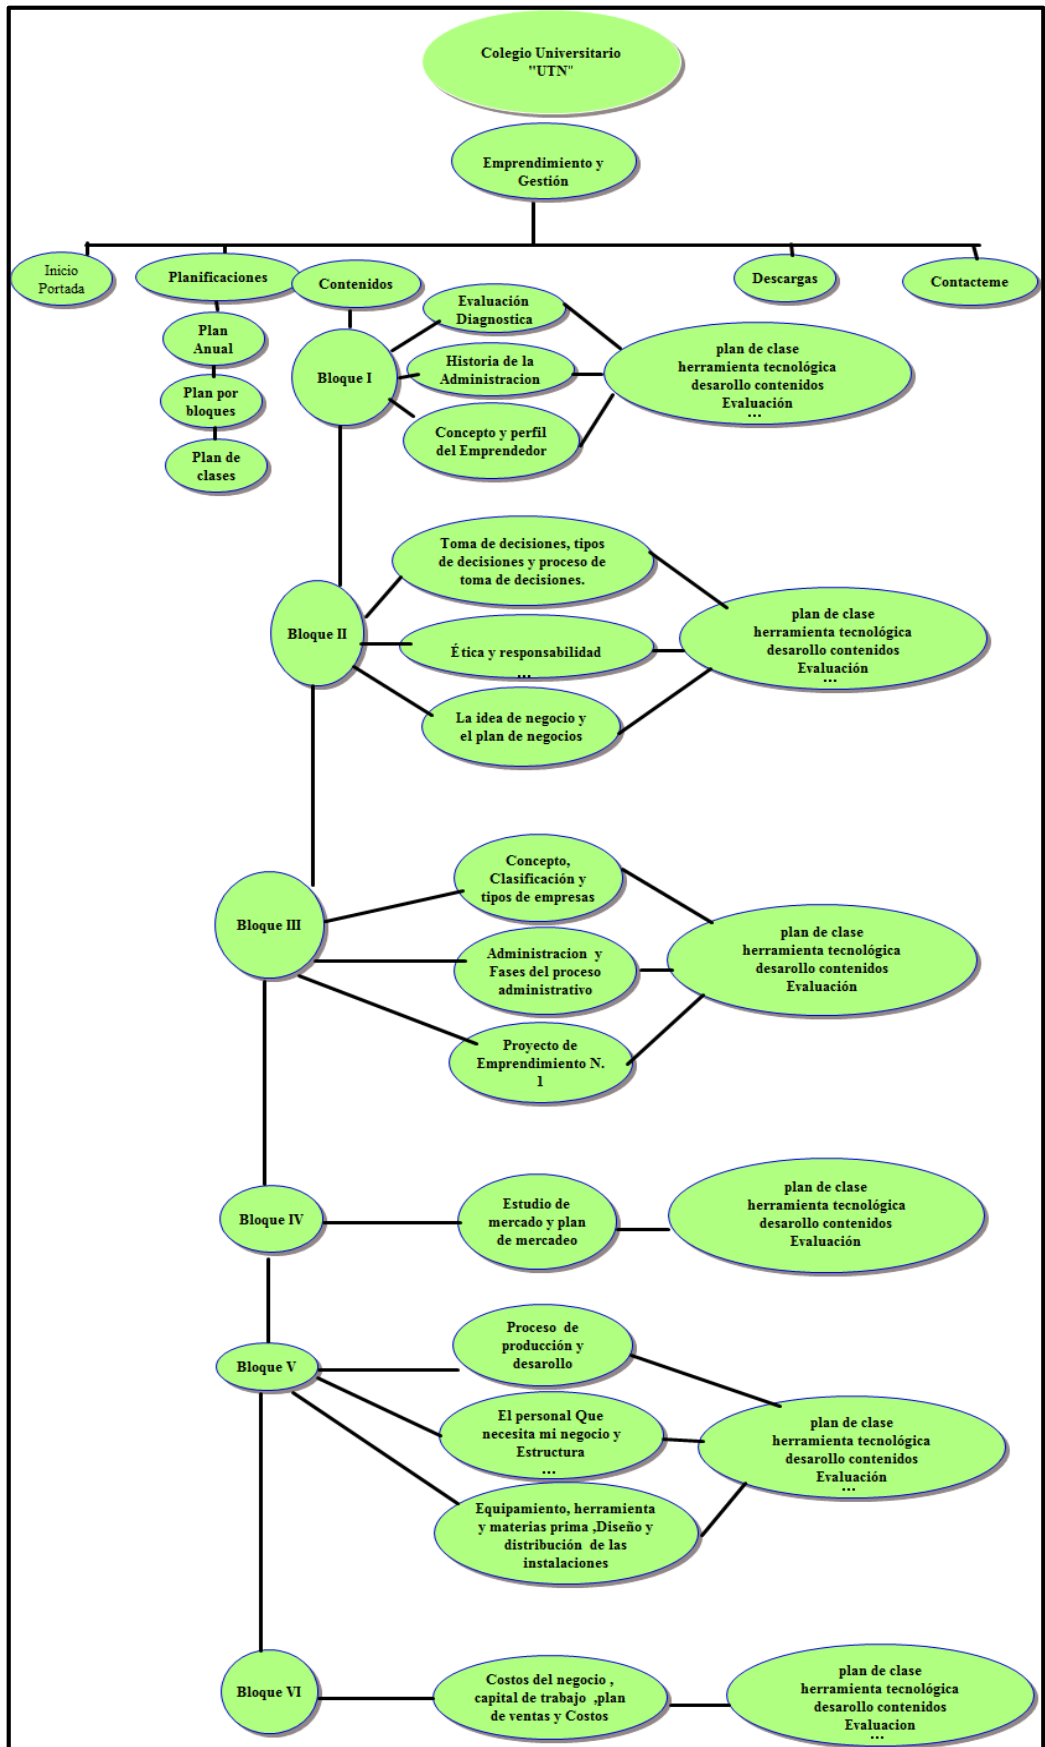 Colegio Universitario
"UTN"
Emprendimiento y
Gestión
Inicio
Portada
Planificaciones
Contenidos
Descargas
Contacteme
Plan
Anual
Plan por
bloques
Plan de
clases
Bloque I
Evaluación
Diagnostica
Historia de la
Administracion
Concepto y perfil
del Emprendedor
plan de clase
herramienta tecnológica
desarollo contenidos
Evaluación
...
Bloque II
Toma de decisiones, tipos
de decisiones y proceso de
toma de decisiones.
Ética y responsabilidad
...
La idea de negocio y
el plan de negocios
plan de clase
herramienta tecnológica
desarollo contenidos
Evaluación
...
Bloque III
Concepto,
Clasificación y
tipos de empresas
Administracion y
Fases del proceso
administrativo
Proyecto de
Emprendimiento N.
1
plan de clase
herramienta tecnológica
desarollo contenidos
Evaluación
Bloque IV
Estudio de
mercado y plan
de mercadeo
plan de clase
herramienta tecnológica
desarollo contenidos
Evaluación
Bloque V
Proceso de
producción y
desarollo
El personal Que
necesita mi negocio y
Estructura
...
Equipamiento, herramienta
y materias prima ,Diseño y
distribución de las
instalaciones
plan de clase
herramienta tecnológica
desarollo contenidos
Evaluación
...
Bloque VI
Costos del negocio ,
capital de trabajo ,plan
de ventas y Costos
plan de clase
herramienta tecnológica
desarollo contenidos
Evaluacion
...